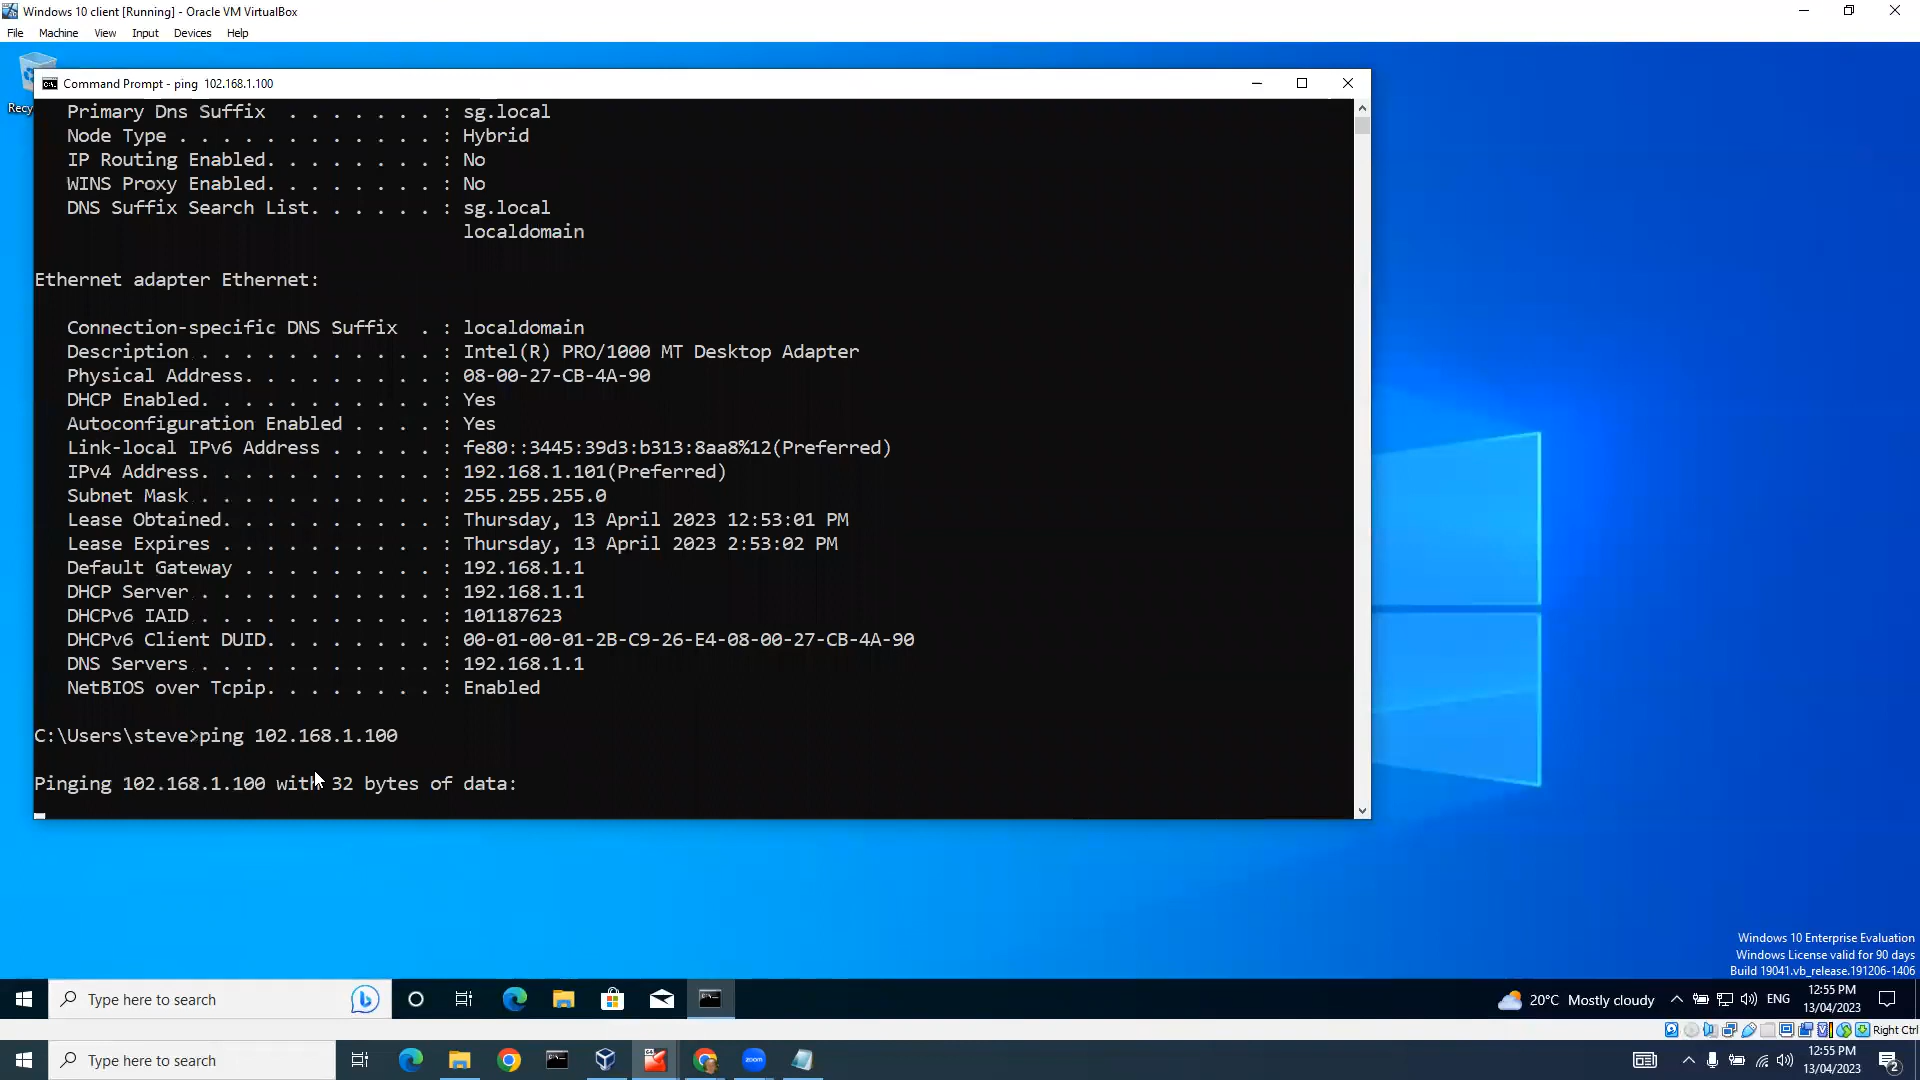 Windows 10 client [Running] - Oracle VM VirtualBox
File Machine View Input Devices Help
Command Prompt - ping 102.168.1.100
Primary Dns Suffix . . . . . . . : sg.local
Node Type . . . . . . . . . . . . : Hybrid
IP Routing Enabled. . . . . . . . : No
WINS Proxy Enabled. . . . . . . . : No
DNS Suffix Search List. . . . . . : sg.local
localdomain
Ethernet adapter Ethernet:
Connection-specific DNS Suffix . : localdomain
Description . . . . . . . . . . . : Intel(R) PRO/1000 MT Desktop Adapter
Physical Address. . . . . . . . . : 08-00-27-CB-4A-90
DHCP Enabled. . . . . . . . . . . : Yes
Autoconfiguration Enabled . . . . : Yes
Link-local IPv6 Address . . . . . : fe80::3445:39d3:b313:8aa8%12(Preferred)
IPv4 Address. . . . . . . . . . . : 192.168.1.101(Preferred)
Subnet Mask . . . . . . . . . . . : 255.255.255.0
Lease Obtained. . . . . . . . . . : Thursday, 13 April 2023 12:53:01 PM
Lease Expires . . . . . . . . . . : Thursday, 13 April 2023 2:53:02 PM
Default Gateway . . . . . . . . . : 192.168.1.1
DHCP Server . . . . . . . . . . . : 192.168.1.1
DHCPv6 IAID . . . . . . . . . . . : 101187623
DHCPv6 Client DUID. . . . . . . . : 00-01-00-01-2B-C9-26-E4-08-00-27-CB-4A-90
DNS Servers . . . . . . . . . . . : 192.168.1.1
NetBIOS over Tcpip. . . . . . . . : Enabled
C:\Users\steve>ping 102.168.1.100
Pinging 102.168.1.100 with 32 bytes of data:
Windows 10 Enterprise Evaluation
Windows License valid for 90 days
Build 19041.vb_release.191206-1406
Type here to search
20°C Mostly cloudy
ENG
12:55 PM
13/04/2023
Right Ctrl
Type here to search
zoom
12:55 PM
13/04/2023
2